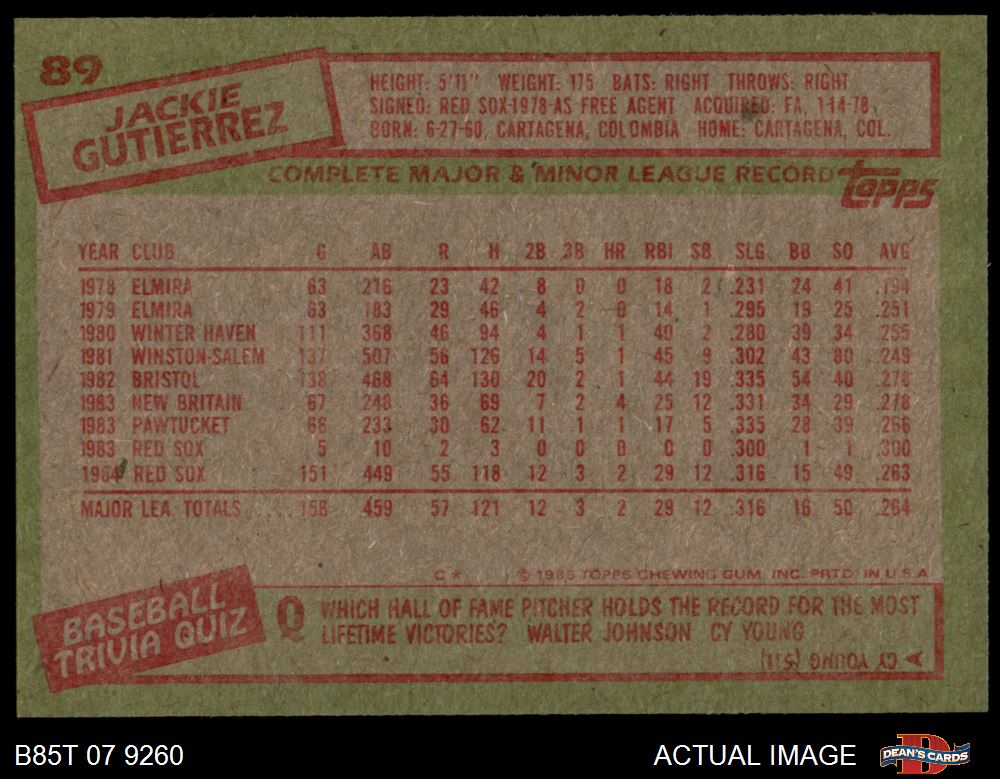 89
JACKIE
GUTIERREZ
HEIGHT: 5'11" WEIGHT: 175 BATS: RIGHT THROWS: RIGHT
SIGNED: RED SOX-1978-AS FREE AGENT ACQUIRED: FA, 1-14-78
BORN: 6-27-60, CARTAGENA, COLOMBIA HOME: CARTAGENA, COL.
COMPLETE MAJOR & MINOR LEAGUE RECORD topps
YEAR CLUB G AB R H 2B 3B HR RBI SB SLG BB SO AVG
1978 ELMIRA 63 216 23 42 8 0 0 18 2 .231 24 41 .194
1979 ELMIRA 63 183 29 46 4 2 0 14 1 .295 19 25 .251
1980 WINTER HAVEN 111 368 46 94 4 1 1 40 2 .280 39 34 .255
1981 WINSTON-SALEM 137 507 56 126 14 5 1 45 9 .302 43 80 .249
1982 BRISTOL 138 468 64 130 20 2 1 44 19 .335 54 40 .278
1983 NEW BRITAIN 67 248 36 69 7 2 4 25 12 .331 34 29 .278
1983 PAWTUCKET 66 233 30 62 11 1 1 17 5 .335 28 39 .266
1983 RED SOX 5 10 2 3 0 0 0 0 0 .300 1 1 .300
1984 RED SOX 151 449 55 118 12 3 2 29 12 .316 15 49 .263
MAJOR LEA. TOTALS .... 156 459 57 121 12 3 2 29 12 .316 16 50 .264
C* © 1985 TOPPS CHEWING GUM, INC. PRTD. IN U.S.A.
BASEBALL
TRIVIA QUIZ
Q WHICH HALL OF FAME PITCHER HOLDS THE RECORD FOR THE MOST
LIFETIME VICTORIES? WALTER JOHNSON CY YOUNG
A CY YOUNG (511)
B85T 07 9260
ACTUAL IMAGE
DEAN'S CARDS